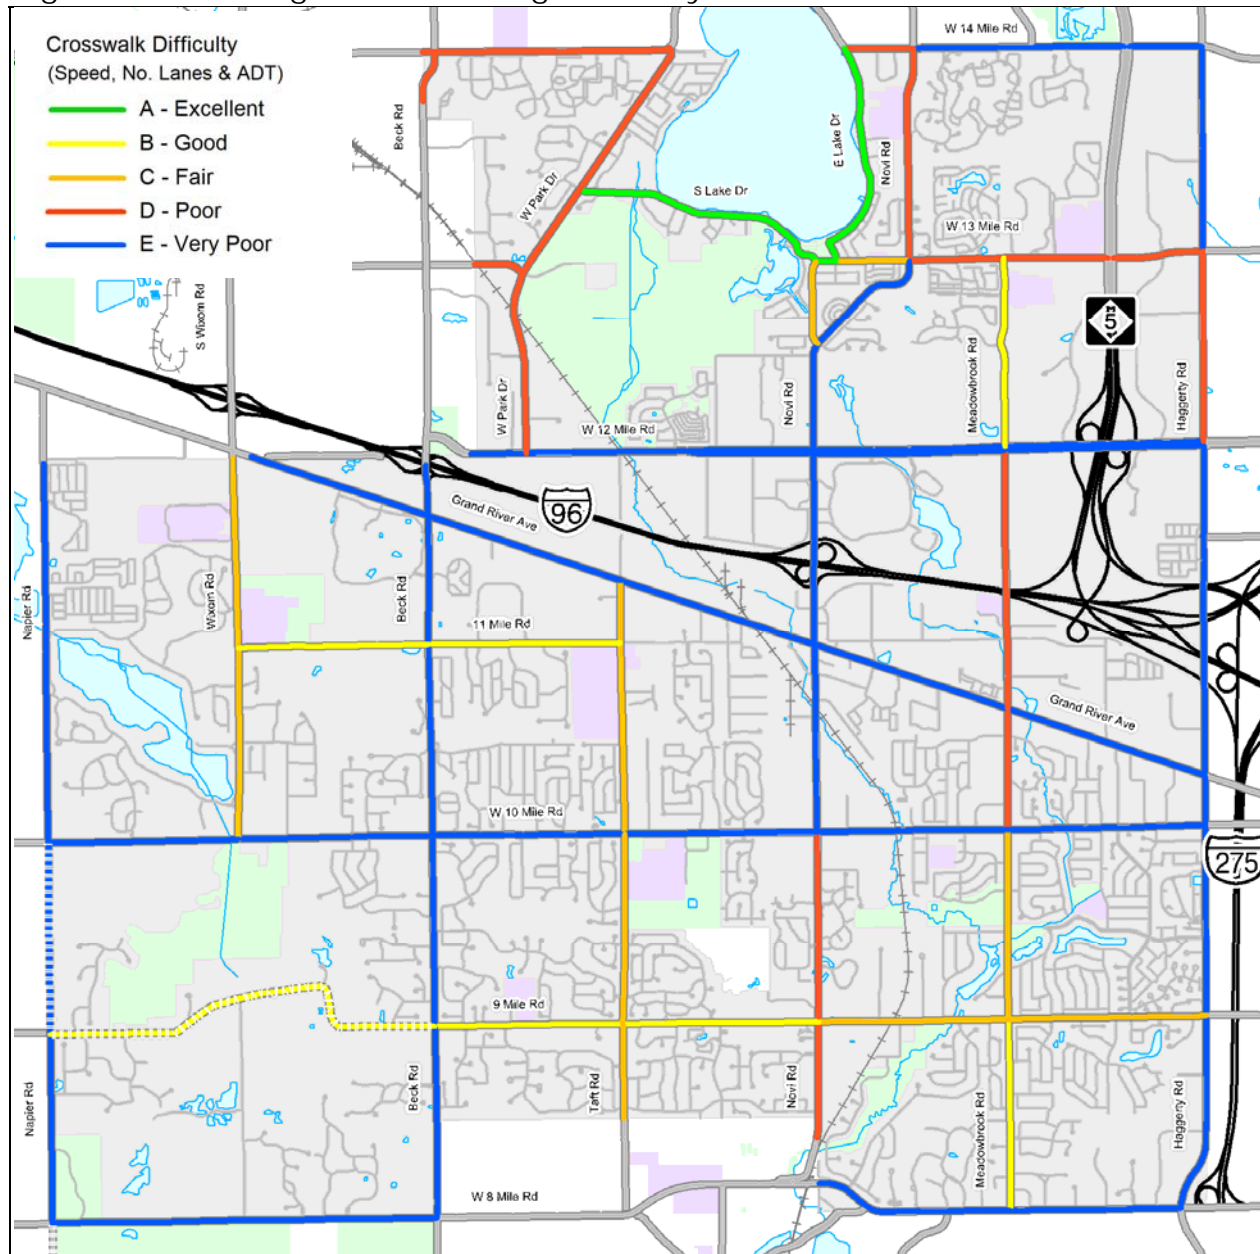 Crosswalk Difficulty
(Speed, No. Lanes & ADT)
A - Excellent
B - Good
C - Fair
D - Poor
E - Very Poor
W 14 Mile Rd
Beck Rd
E Lake Dr
Novi Rd
W Park Dr
S Lake Dr
W 13 Mile Rd
S Wixom Rd
5
Meadowbrook Rd
Haggerty Rd
W Park Dr
Novi Rd
W 12 Mile Rd
Grand River Ave
96
Napier Rd
Wixom Rd
Beck Rd
11 Mile Rd
Grand River Ave
W 10 Mile Rd
275
9 Mile Rd
Napier Rd
Beck Rd
Taft Rd
Novi Rd
Meadowbrook Rd
Haggerty Rd
W 8 Mile Rd